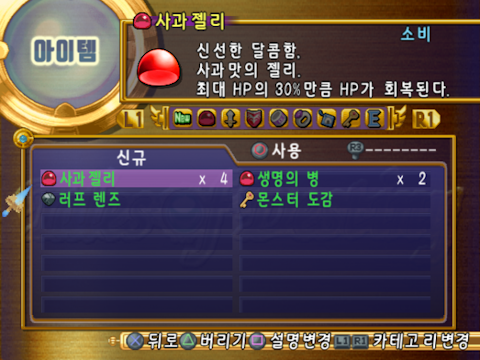 사과 젤리
소비
아이템
신선한 달콤함.
사과맛의 젤리.
최대 HP의 30%만큼 HP가 회복된다.
L1 New E R1
신규 사용 R3 --------
사과 젤리 x 4 생명의 병 x 2
러프 렌즈 몬스터 도감
뒤로 버리기 설명변경 L1 R1 카테고리변경